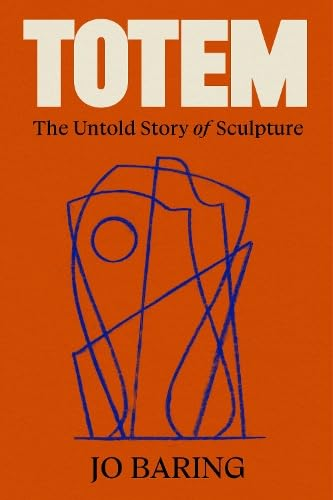 TOTEM
The Untold Story of Sculpture
JO BARING